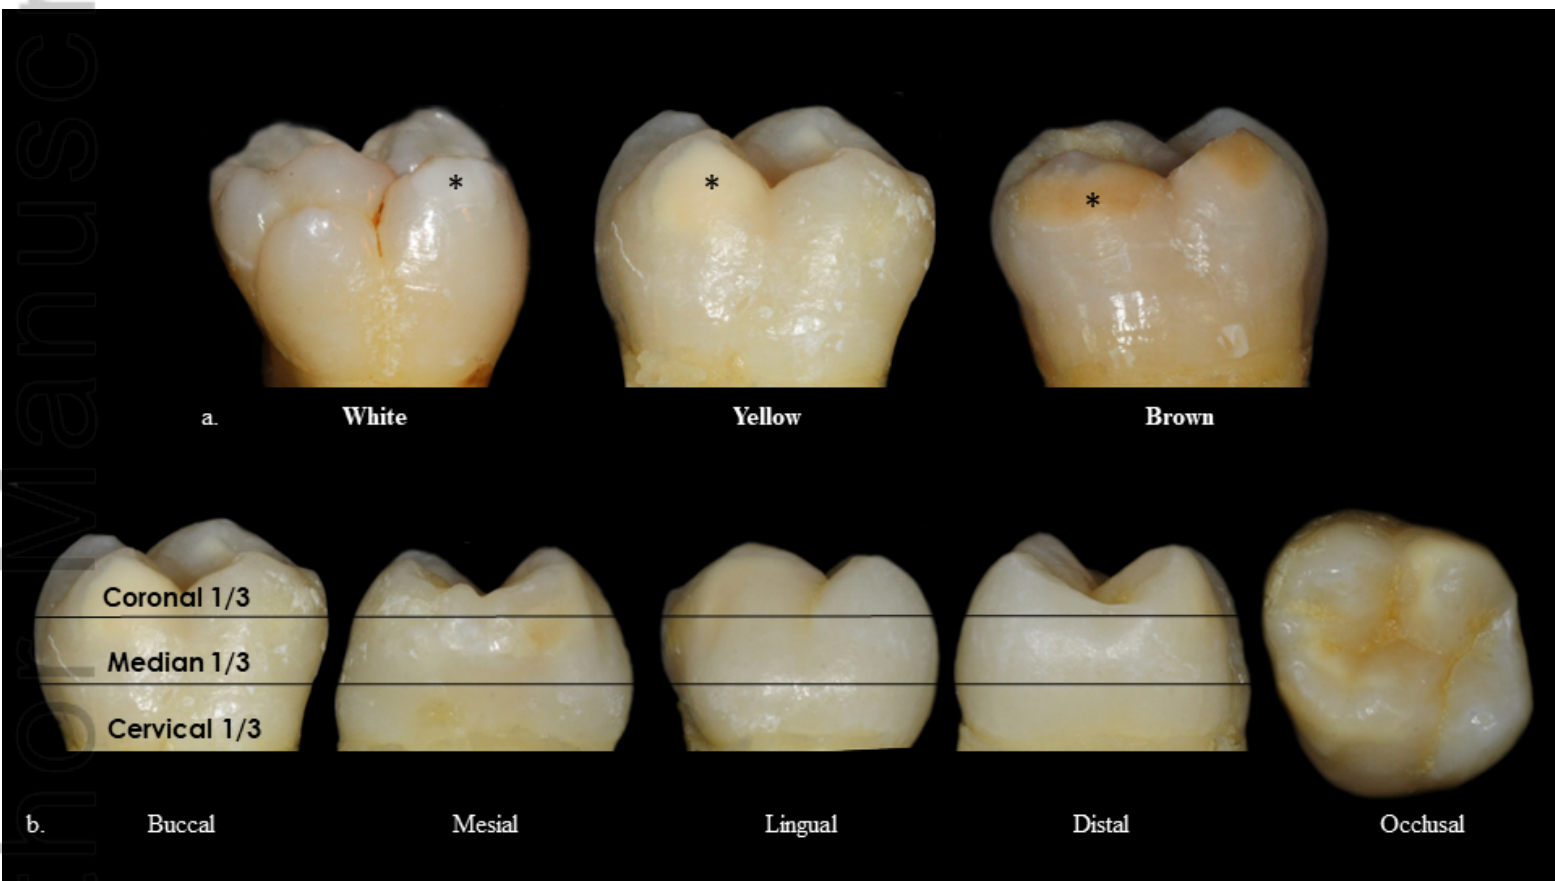 *
*
*
a. White Yellow Brown
Coronal 1/3
Median 1/3
Cervical 1/3
b. Buccal Mesial Lingual Distal Occlusal